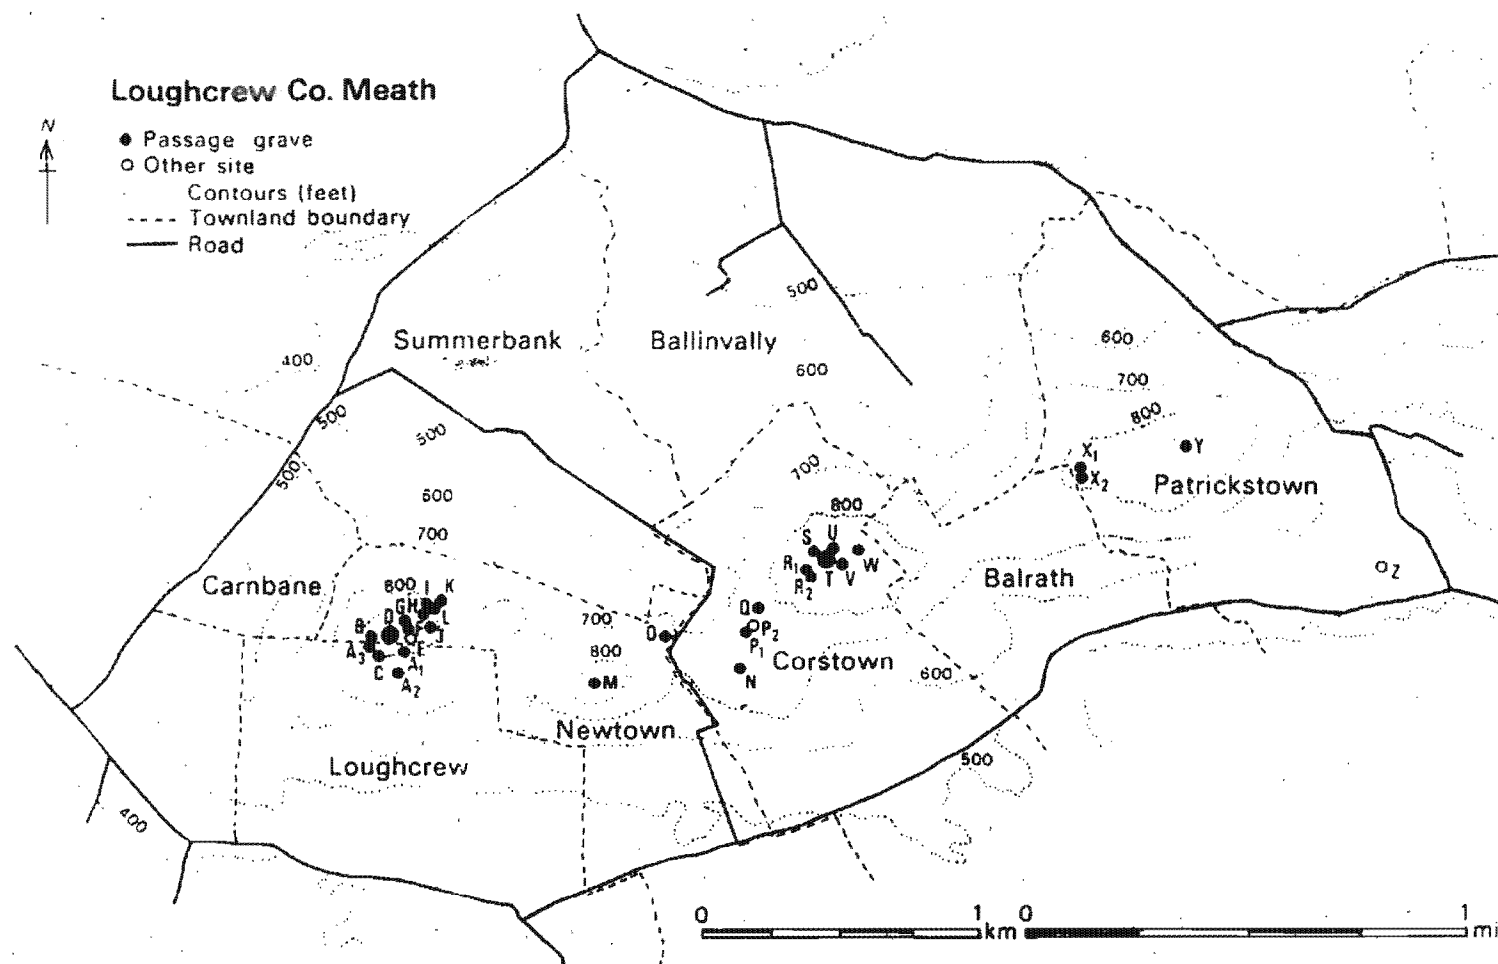 Loughcrew Co. Meath
N
Passage grave
Other site
Contours (feet)
Townland boundary
Road
500
Summerbank
Ballinvally
400
600
600
700
800
500
500
500
Y
X1
X2
Patrickstown
700
600
800
700
S
U
R1
T
V
W
R2
Balrath
Z
Carnbane
800
I
K
G
H
L
B
D
F
J
A3
C
E
A1
A2
700
O
Q
P2
P1
800
Corstown
M
N
600
Newtown
Loughcrew
500
400
0
1
km
0
1
mi